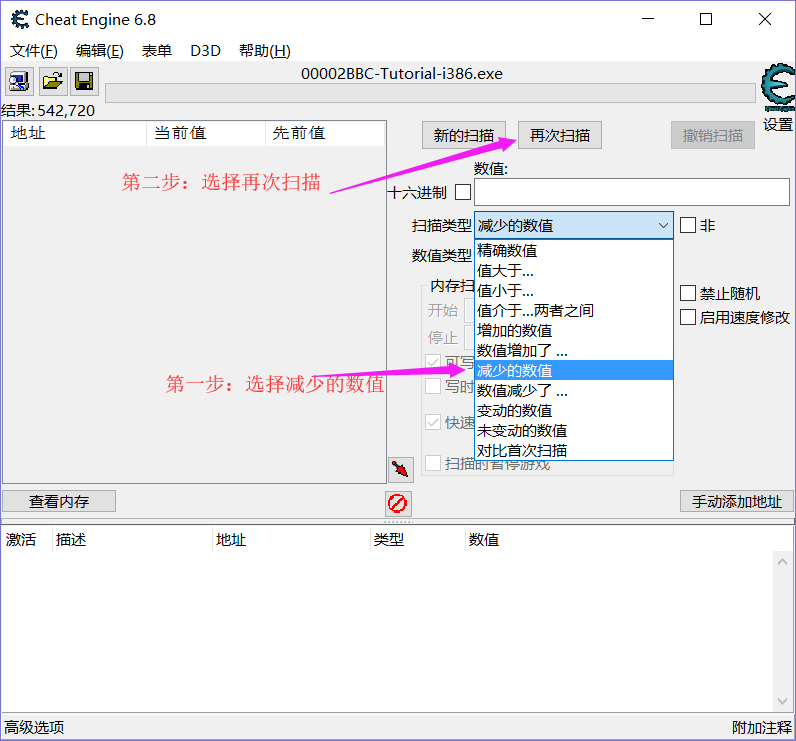 Cheat Engine 6.8
文件(F) 编辑(E) 表单 D3D 帮助(H)
00002BBC-Tutorial-i386.exe
结果: 542,720
设置
地址 当前值 先前值
新的扫描 再次扫描 撤销扫描
数值:
第二步：选择再次扫描
十六进制
扫描类型 减少的数值 非
数值类型
精确数值
值大于...
值小于...
值介于...两者之间
增加的数值
数值增加了 ...
减少的数值
数值减少了 ...
变动的数值
未变动的数值
对比首次扫描
内存扫
开始
停止
可写
写时
快速
扫描时暂停游戏
禁止随机
启用速度修改
第一步：选择减少的数值
查看内存 手动添加地址
激活 描述 地址 类型 数值
高级选项 附加注释